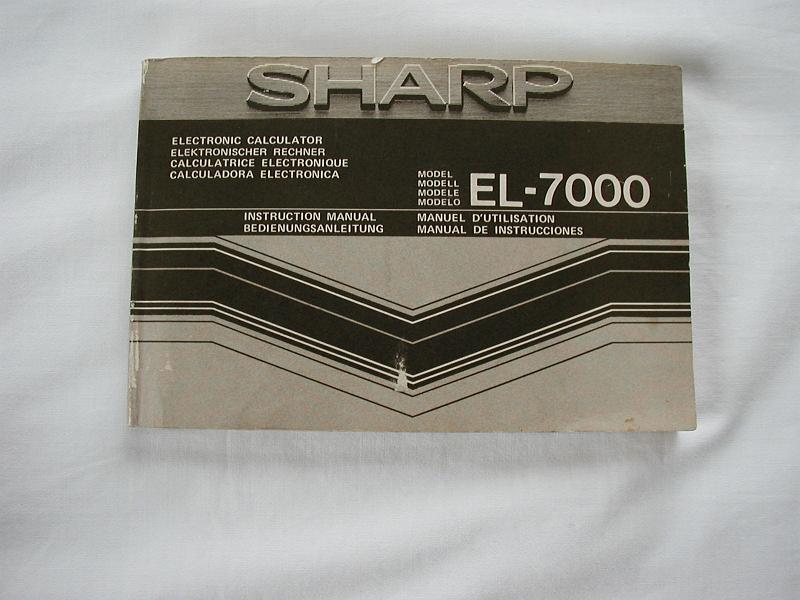 SHARP
ELECTRONIC CALCULATOR
ELEKTRONISCHER RECHNER
CALCULATRICE ELECTRONIQUE
CALCULADORA ELECTRONICA
MODEL
MODELL
MODELE
MODELO
EL-7000
INSTRUCTION MANUAL
BEDIENUNGSANLEITUNG
MANUEL D'UTILISATION
MANUAL DE INSTRUCCIONES